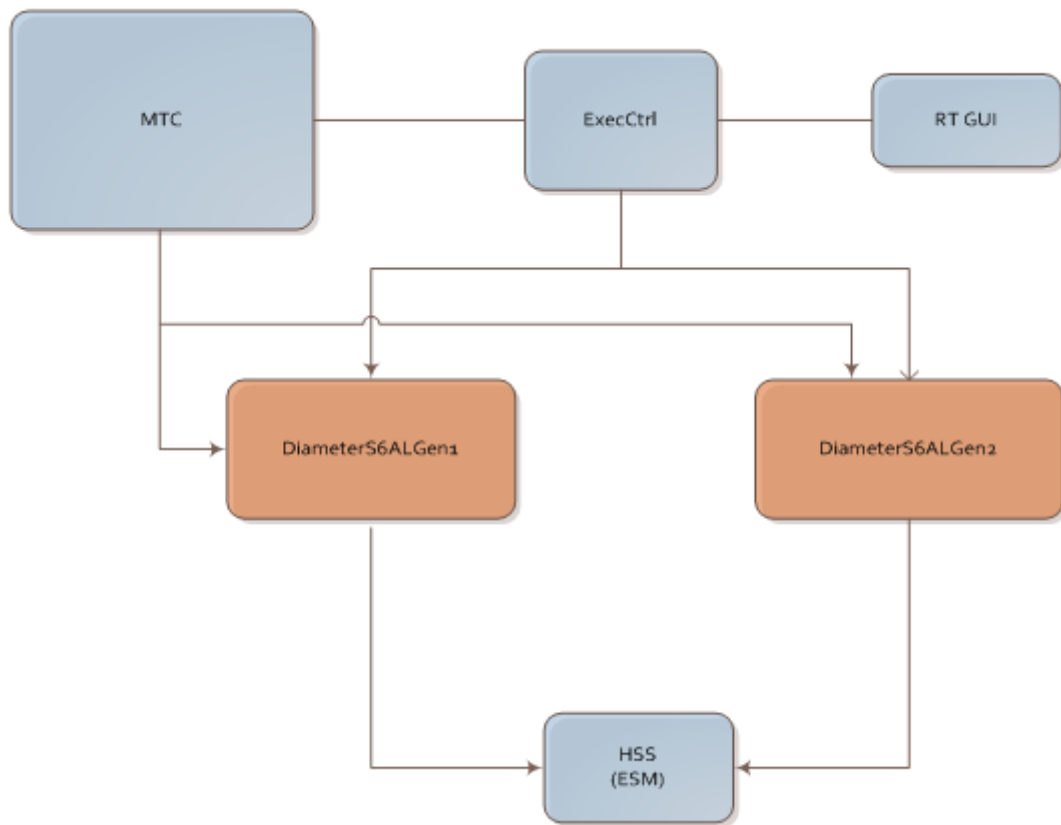 MTC
ExecCtrl
RT GUI
DiameterS6ALGen1
DiameterS6ALGen2
HSS
(ESM)